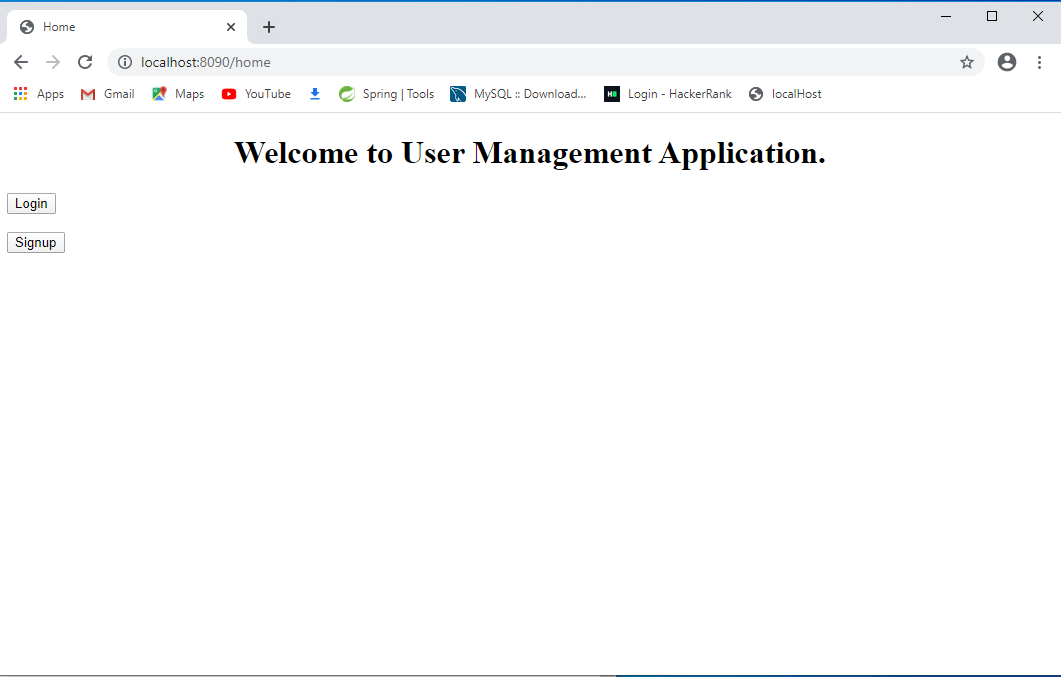 Home
localhost:8090/home
Apps Gmail Maps YouTube Spring | Tools MySQL :: Download... Login - HackerRank localHost
Welcome to User Management Application.
Login
Signup